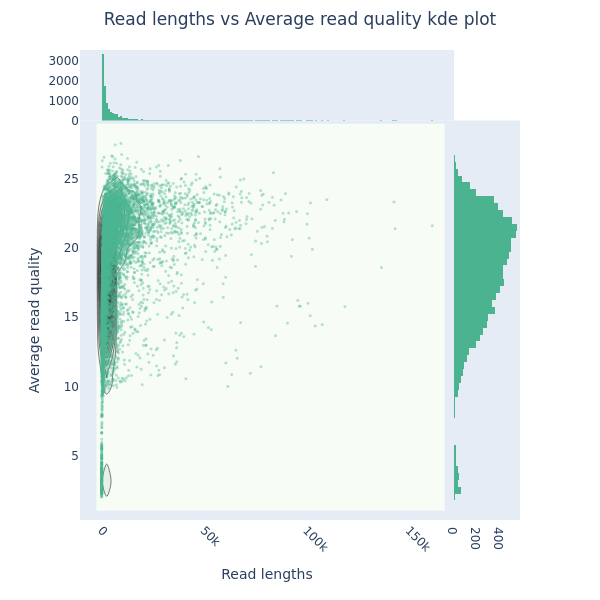 Read lengths vs Average read quality kde plot
3000
2000
1000
0
25
20
15
10
5
Average read quality
0
50k
100k
150k
0
200
400
Read lengths